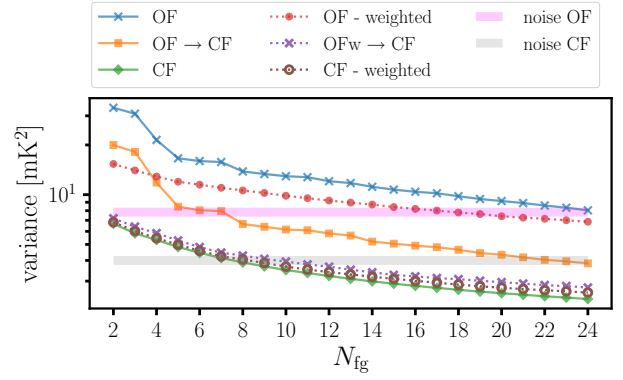 OF
OF - weighted
noise OF
OF → CF
OFw → CF
noise CF
CF
CF - weighted
variance [mK²]
10¹
2 4 6 8 10 12 14 16 18 20 22 24
N_fg